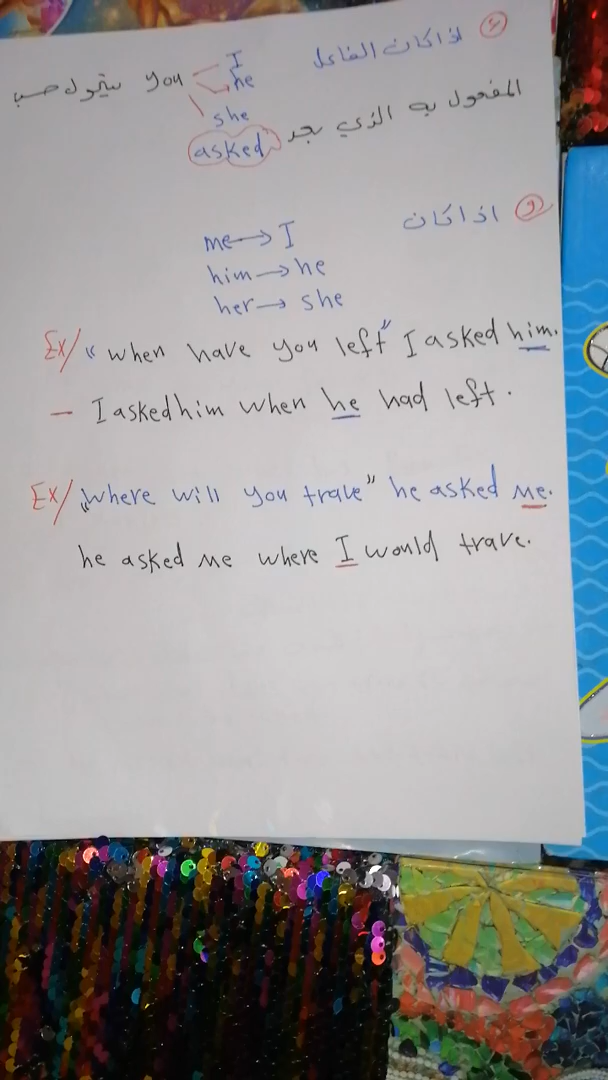 ٤ اذا كان الفاعل you I he she سيتحول حسب
المفعول به الذي بعد asked
و اذا كان
me → I
him → he
her → she
Ex/ "when have you left" I asked him.
– I asked him when he had left.
Ex/ "where will you trave" he asked me.
he asked me where I would trave.